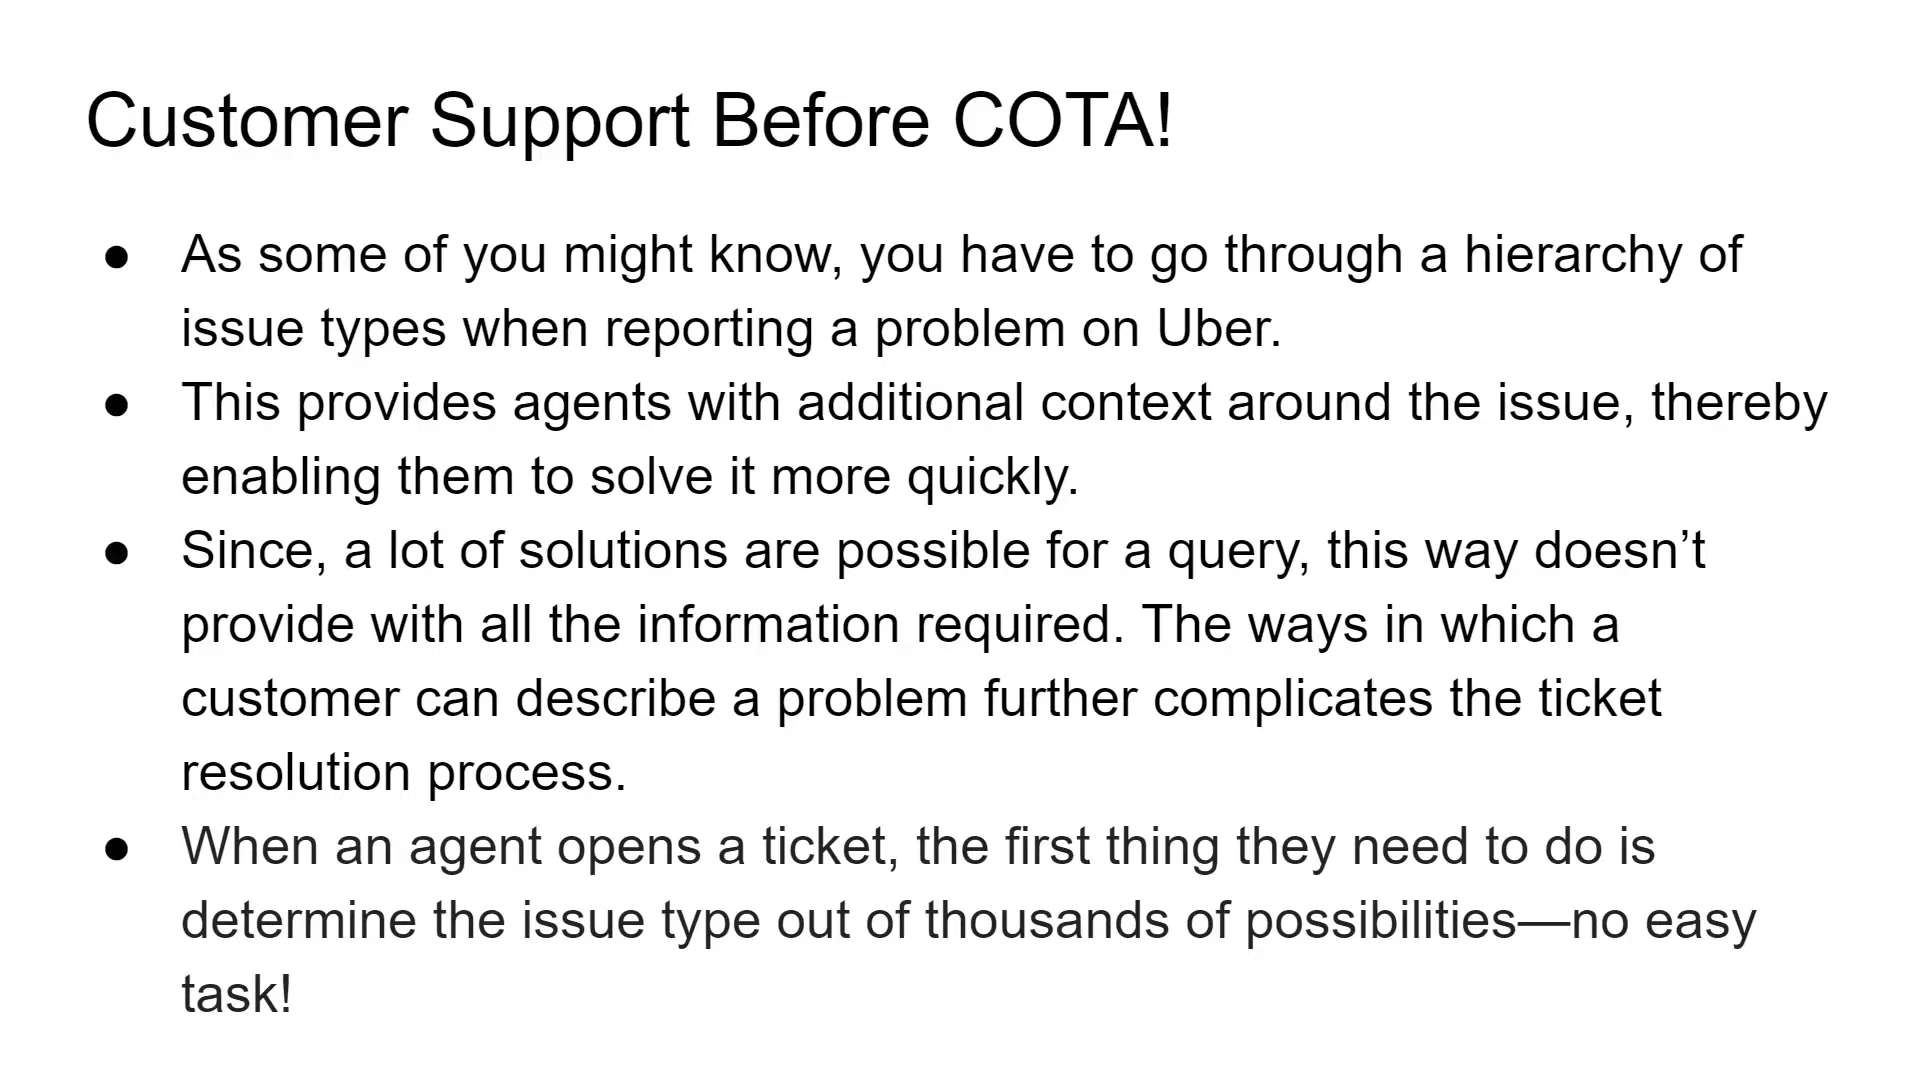 Customer Support Before COTA!
● As some of you might know, you have to go through a hierarchy of
issue types when reporting a problem on Uber.
● This provides agents with additional context around the issue, thereby
enabling them to solve it more quickly.
● Since, a lot of solutions are possible for a query, this way doesn’t
provide with all the information required. The ways in which a
customer can describe a problem further complicates the ticket
resolution process.
● When an agent opens a ticket, the first thing they need to do is
determine the issue type out of thousands of possibilities—no easy
task!